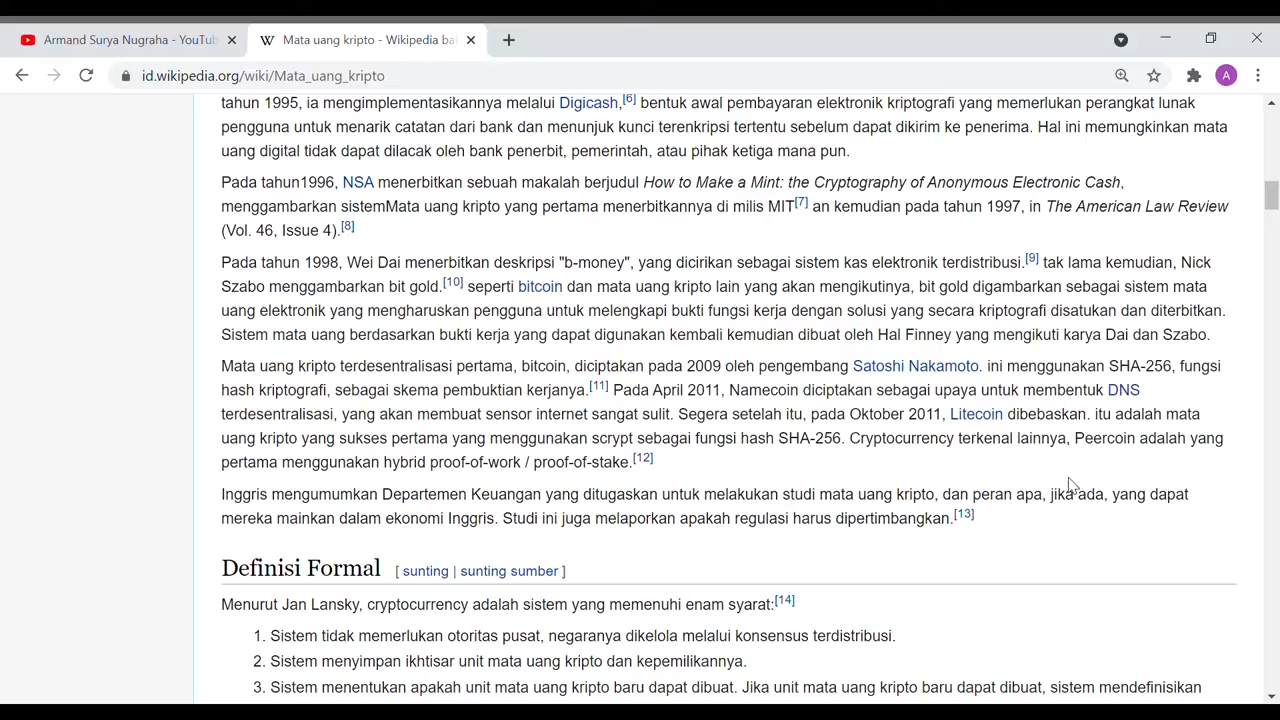 Armand Surya Nugraha - YouTub
Mata uang kripto - Wikipedia bal
id.wikipedia.org/wiki/Mata_uang_kripto
A
tahun 1995, ia mengimplementasikannya melalui Digicash,[6] bentuk awal pembayaran elektronik kriptografi yang memerlukan perangkat lunak
pengguna untuk menarik catatan dari bank dan menunjuk kunci terenkripsi tertentu sebelum dapat dikirim ke penerima. Hal ini memungkinkan mata
uang digital tidak dapat dilacak oleh bank penerbit, pemerintah, atau pihak ketiga mana pun.
Pada tahun1996, NSA menerbitkan sebuah makalah berjudul How to Make a Mint: the Cryptography of Anonymous Electronic Cash,
menggambarkan sistemMata uang kripto yang pertama menerbitkannya di milis MIT[7] an kemudian pada tahun 1997, in The American Law Review
(Vol. 46, Issue 4).[8]
Pada tahun 1998, Wei Dai menerbitkan deskripsi "b-money", yang dicirikan sebagai sistem kas elektronik terdistribusi.[9] tak lama kemudian, Nick
Szabo menggambarkan bit gold.[10] seperti bitcoin dan mata uang kripto lain yang akan mengikutinya, bit gold digambarkan sebagai sistem mata
uang elektronik yang mengharuskan pengguna untuk melengkapi bukti fungsi kerja dengan solusi yang secara kriptografi disatukan dan diterbitkan.
Sistem mata uang berdasarkan bukti kerja yang dapat digunakan kembali kemudian dibuat oleh Hal Finney yang mengikuti karya Dai dan Szabo.
Mata uang kripto terdesentralisasi pertama, bitcoin, diciptakan pada 2009 oleh pengembang Satoshi Nakamoto. ini menggunakan SHA-256, fungsi
hash kriptografi, sebagai skema pembuktian kerjanya.[11] Pada April 2011, Namecoin diciptakan sebagai upaya untuk membentuk DNS
terdesentralisasi, yang akan membuat sensor internet sangat sulit. Segera setelah itu, pada Oktober 2011, Litecoin dibebaskan. itu adalah mata
uang kripto yang sukses pertama yang menggunakan scrypt sebagai fungsi hash SHA-256. Cryptocurrency terkenal lainnya, Peercoin adalah yang
pertama menggunakan hybrid proof-of-work / proof-of-stake.[12]
Inggris mengumumkan Departemen Keuangan yang ditugaskan untuk melakukan studi mata uang kripto, dan peran apa, jika ada, yang dapat
mereka mainkan dalam ekonomi Inggris. Studi ini juga melaporkan apakah regulasi harus dipertimbangkan.[13]
Definisi Formal [ sunting | sunting sumber ]
Menurut Jan Lansky, cryptocurrency adalah sistem yang memenuhi enam syarat:[14]
1. Sistem tidak memerlukan otoritas pusat, negaranya dikelola melalui konsensus terdistribusi.
2. Sistem menyimpan ikhtisar unit mata uang kripto dan kepemilikannya.
3. Sistem menentukan apakah unit mata uang kripto baru dapat dibuat. Jika unit mata uang kripto baru dapat dibuat, sistem mendefinisikan